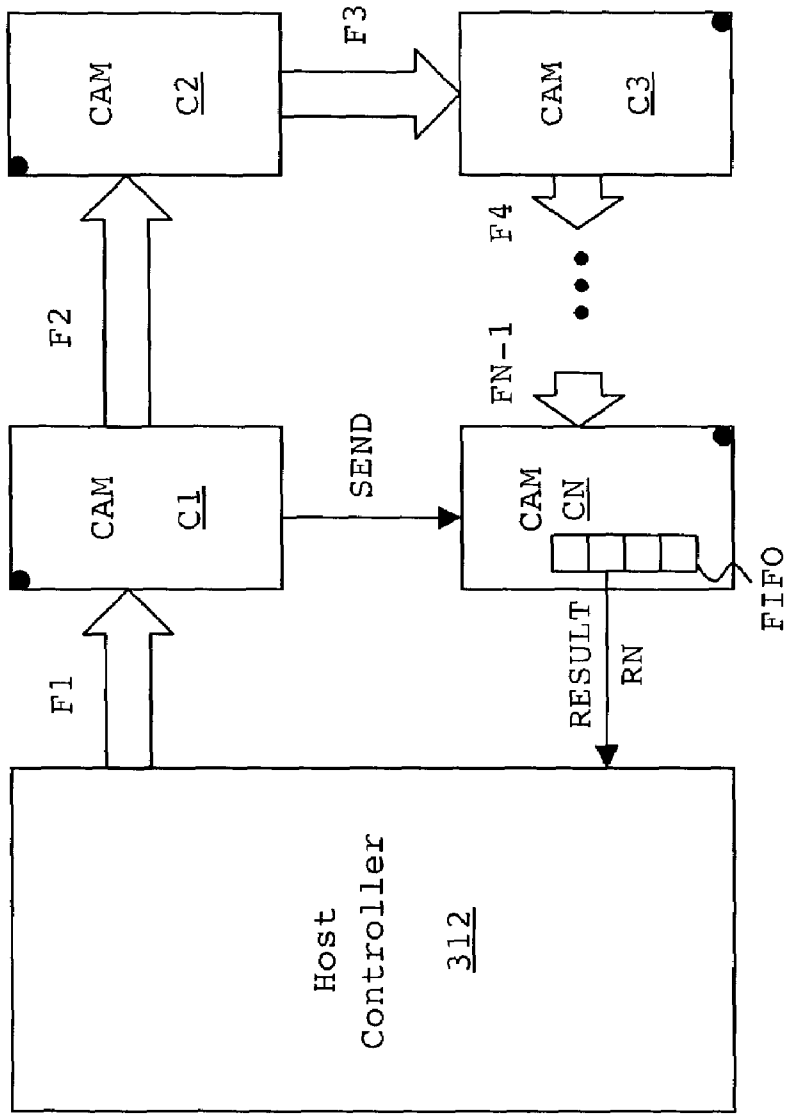 Host
Controller
312
F1
CAM
C1
F2
CAM
C2
F3
CAM
C3
F4
FN-1
SEND
CAM
CN
FIFO
RESULT
RN